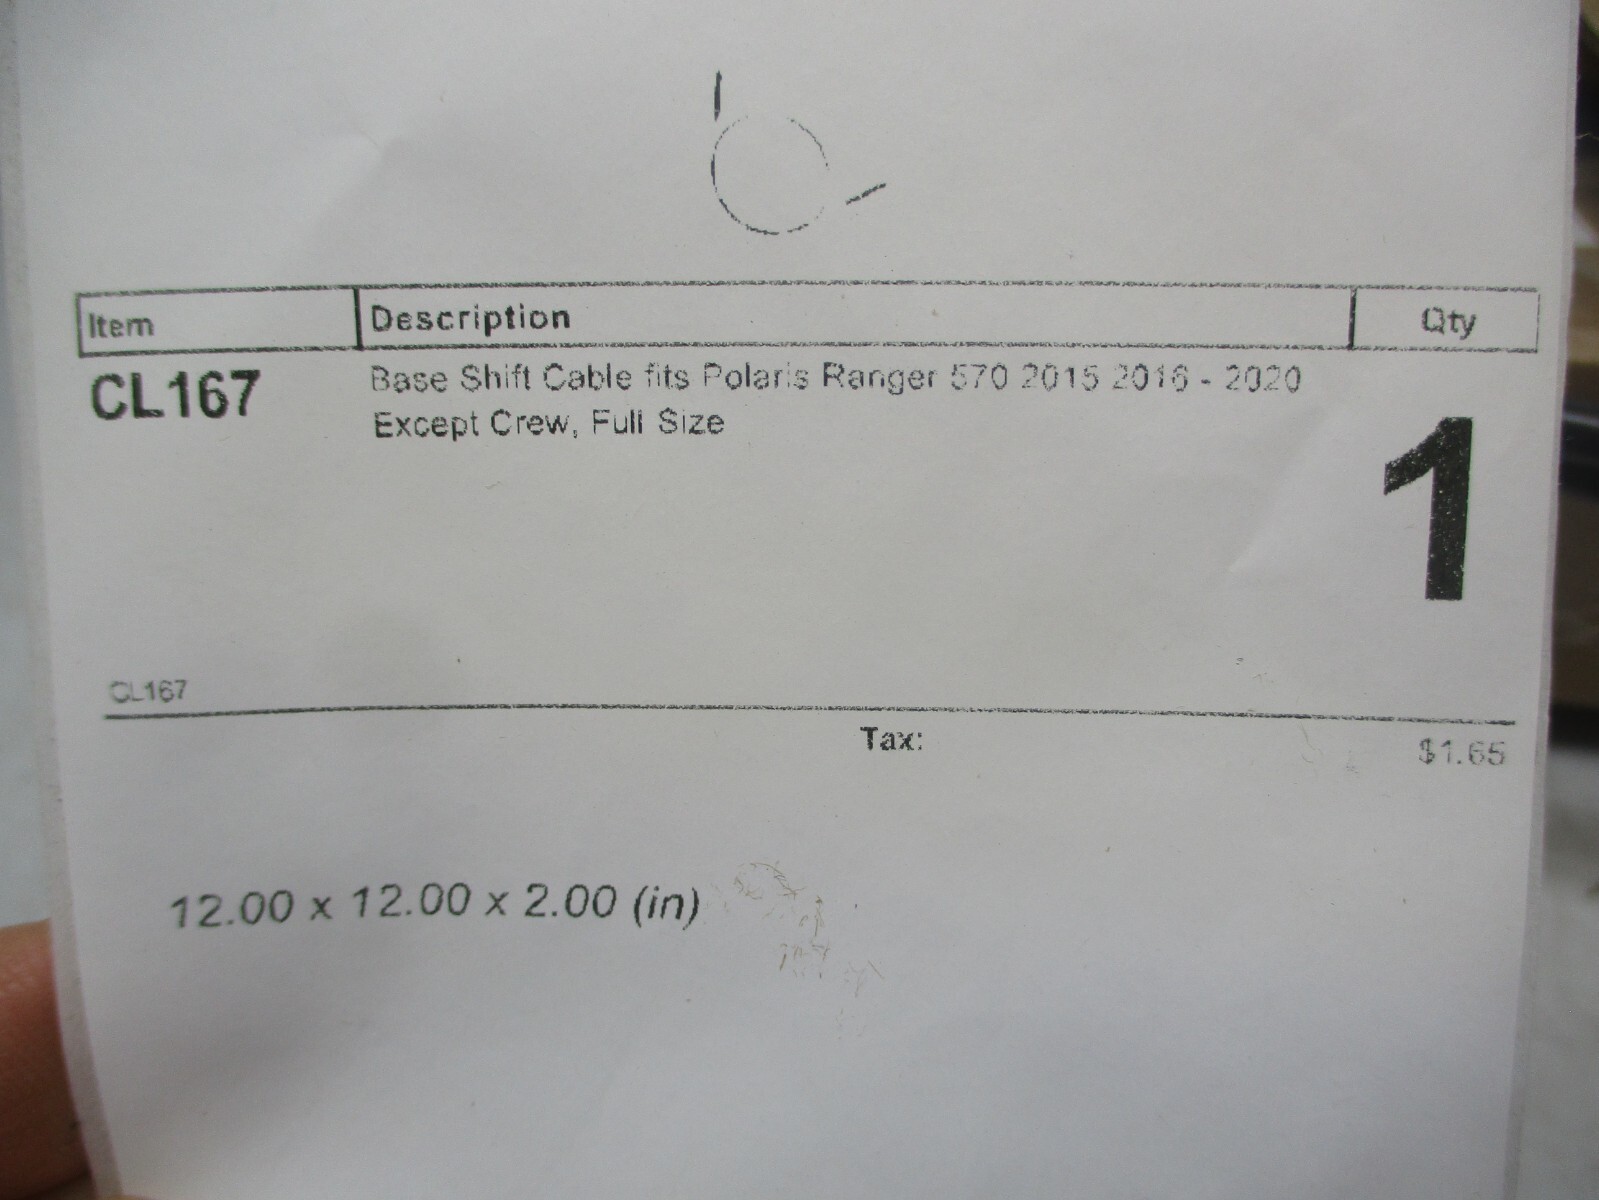 Item Description Qty
CL167 Base Shift Cable fits Polaris Ranger 570 2015 2016 - 2020
Except Crew, Full Size
1
CL167
Tax: $1.65
12.00 x 12.00 x 2.00 (in)